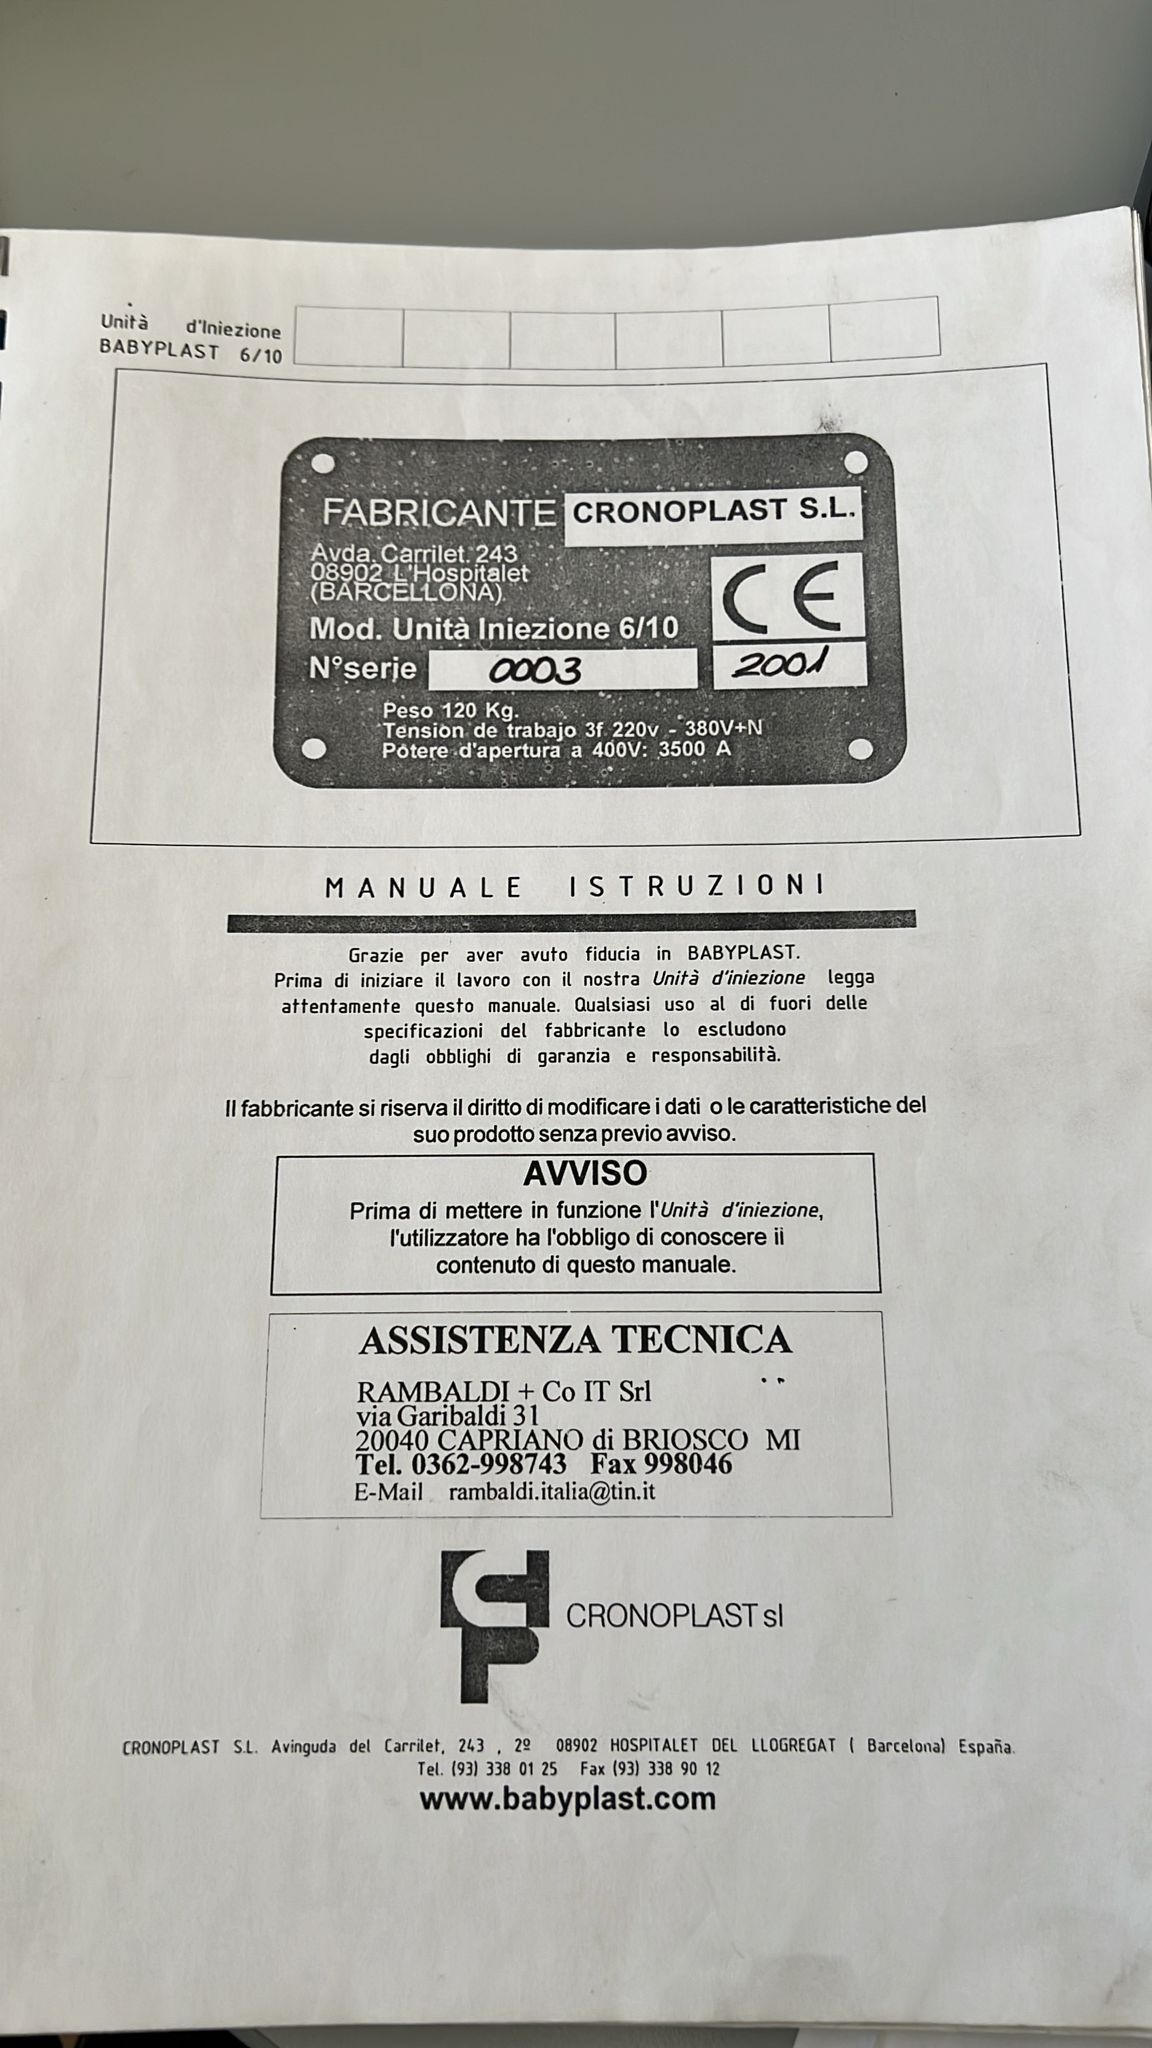 Unità d'Iniezione
BABYPLAST 6/10
FABRICANTE CRONOPLAST S.L.
Avda. Carrilet. 243
08902 L'Hospitalet
(BARCELLONA)
CE
Mod. Unità Iniezione 6/10
N°serie 0003 2001
Peso 120 Kg.
Tension de trabajo 3f. 220v - 380V+N
Potere d'apertura a 400V: 3500 A
MANUALE ISTRUZIONI
Grazie per aver avuto fiducia in BABYPLAST.
Prima di iniziare il lavoro con il nostra Unità d'iniezione legga
attentamente questo manuale. Qualsiasi uso al di fuori delle
specificazioni del fabbricante lo escludono
dagli obblighi di garanzia e responsabilità.
Il fabbricante si riserva il diritto di modificare i dati o le caratteristiche del
suo prodotto senza previo avviso.
AVVISO
Prima di mettere in funzione l'Unità d'iniezione,
l'utilizzatore ha l'obbligo di conoscere il
contenuto di questo manuale.
ASSISTENZA TECNICA
RAMBALDI + Co IT Srl
via Garibaldi 31
20040 CAPRIANO di BRIOSCO MI
Tel. 0362-998743 Fax 998046
E-Mail rambaldi.italia@tin.it
CRONOPLAST sl
CRONOPLAST S.L. Avinguda del Carrilet, 243 , 2º 08902 HOSPITALET DEL LLOGREGAT ( Barcelona) España.
Tel. (93) 338 01 25 Fax (93) 338 90 12
www.babyplast.com